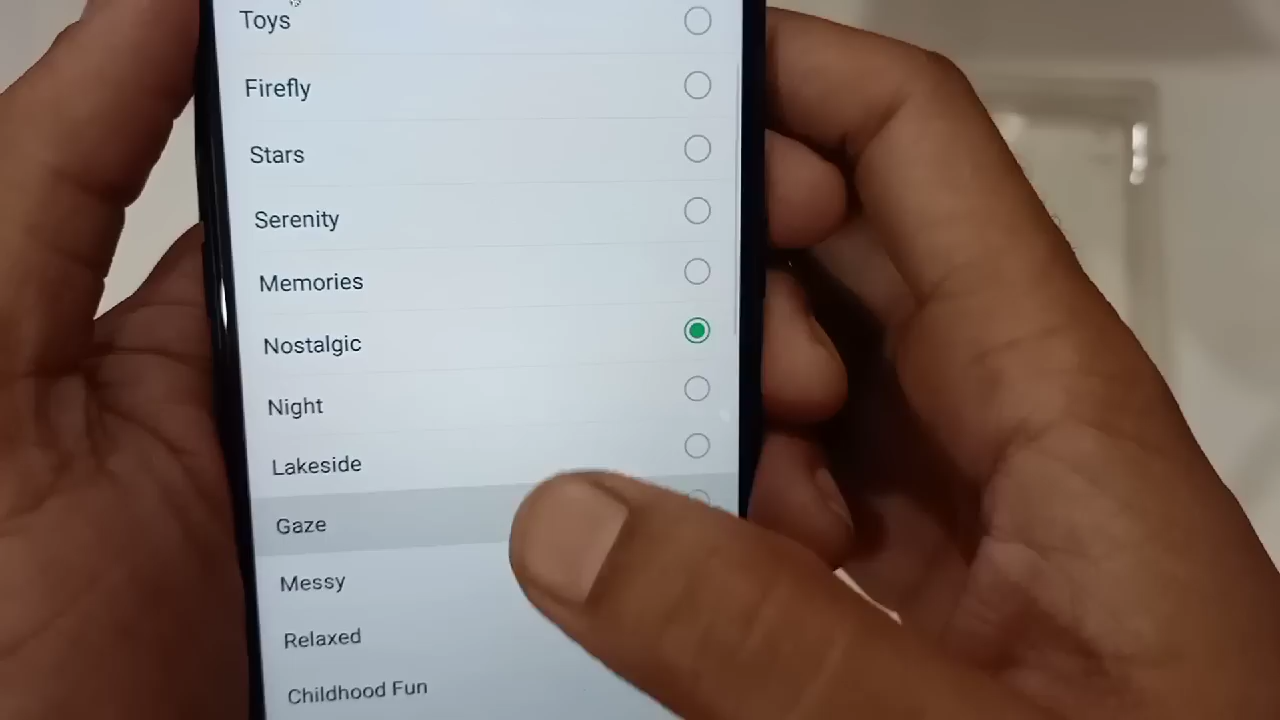 Toys
Firefly
Stars
Serenity
Memories
Nostalgic
Night
Lakeside
Gaze
Messy
Relaxed
Childhood Fun